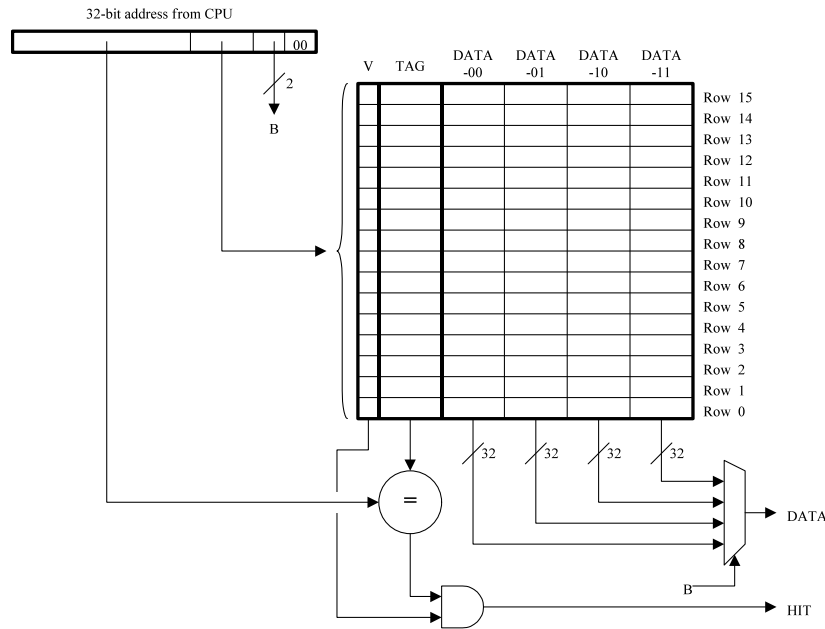 32-bit address from CPU
00
2
B
V TAG DATA -00 DATA -01 DATA -10 DATA -11
Row 15
Row 14
Row 13
Row 12
Row 11
Row 10
Row 9
Row 8
Row 7
Row 6
Row 5
Row 4
Row 3
Row 2
Row 1
Row 0
32 32 32 32
=
DATA
B
HIT